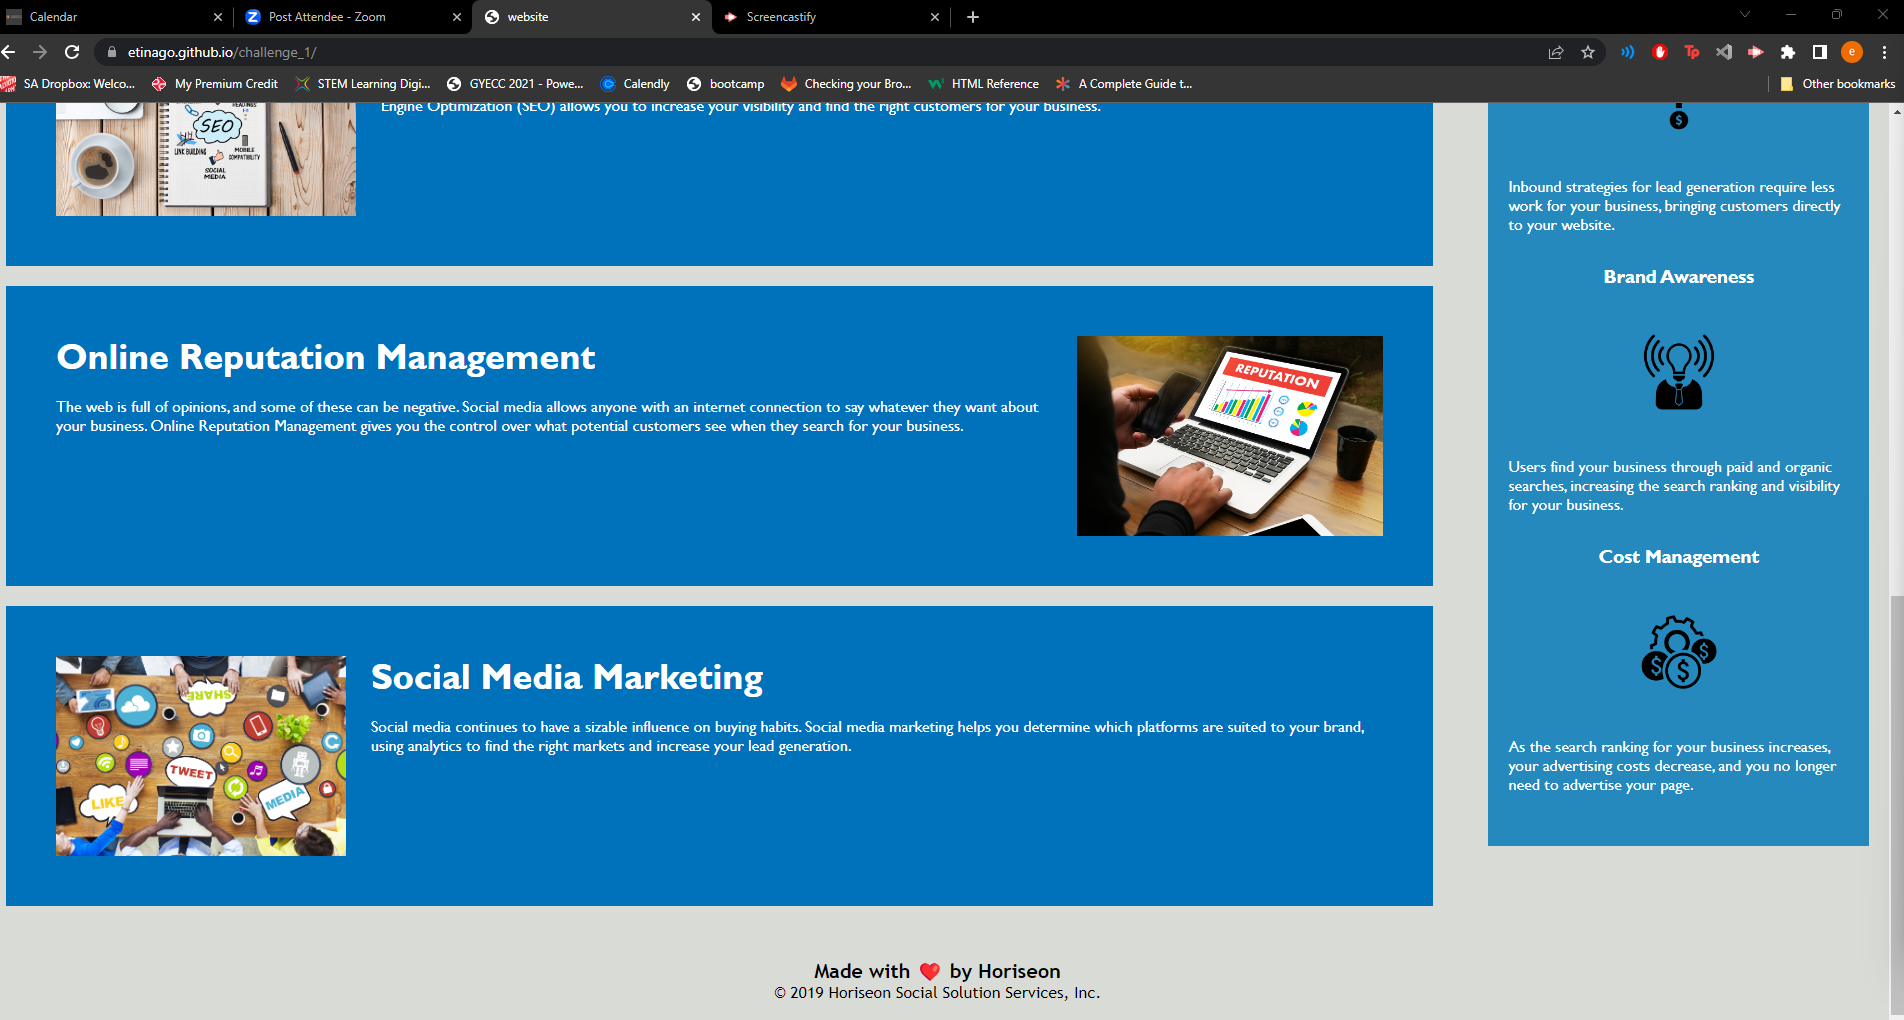 Calendar
Post Attendee - Zoom
website
Screencastify
etinago.github.io/challenge_1/
Tp
e
SA Dropbox: Welco...
My Premium Credit
STEM Learning Digi...
GYECC 2021 - Powe...
Calendly
bootcamp
Checking your Bro...
HTML Reference
A Complete Guide t...
Other bookmarks
Engine Optimization (SEO) allows you to increase your visibility and find the right customers for your business.
HEADINGS
SEO
LINK BUILDING
MOBILE COMPATIBILITY
SOCIAL MEDIA
Online Reputation Management
The web is full of opinions, and some of these can be negative. Social media allows anyone with an internet connection to say whatever they want about
your business. Online Reputation Management gives you the control over what potential customers see when they search for your business.
REPUTATION
SHARE
TWEET
LIKE
MEDIA
Social Media Marketing
Social media continues to have a sizable influence on buying habits. Social media marketing helps you determine which platforms are suited to your brand,
using analytics to find the right markets and increase your lead generation.
$
Inbound strategies for lead generation require less
work for your business, bringing customers directly
to your website.
Brand Awareness
Users find your business through paid and organic
searches, increasing the search ranking and visibility
for your business.
Cost Management
$ $ $
As the search ranking for your business increases,
your advertising costs decrease, and you no longer
need to advertise your page.
Made with ❤️ by Horiseon
© 2019 Horiseon Social Solution Services, Inc.